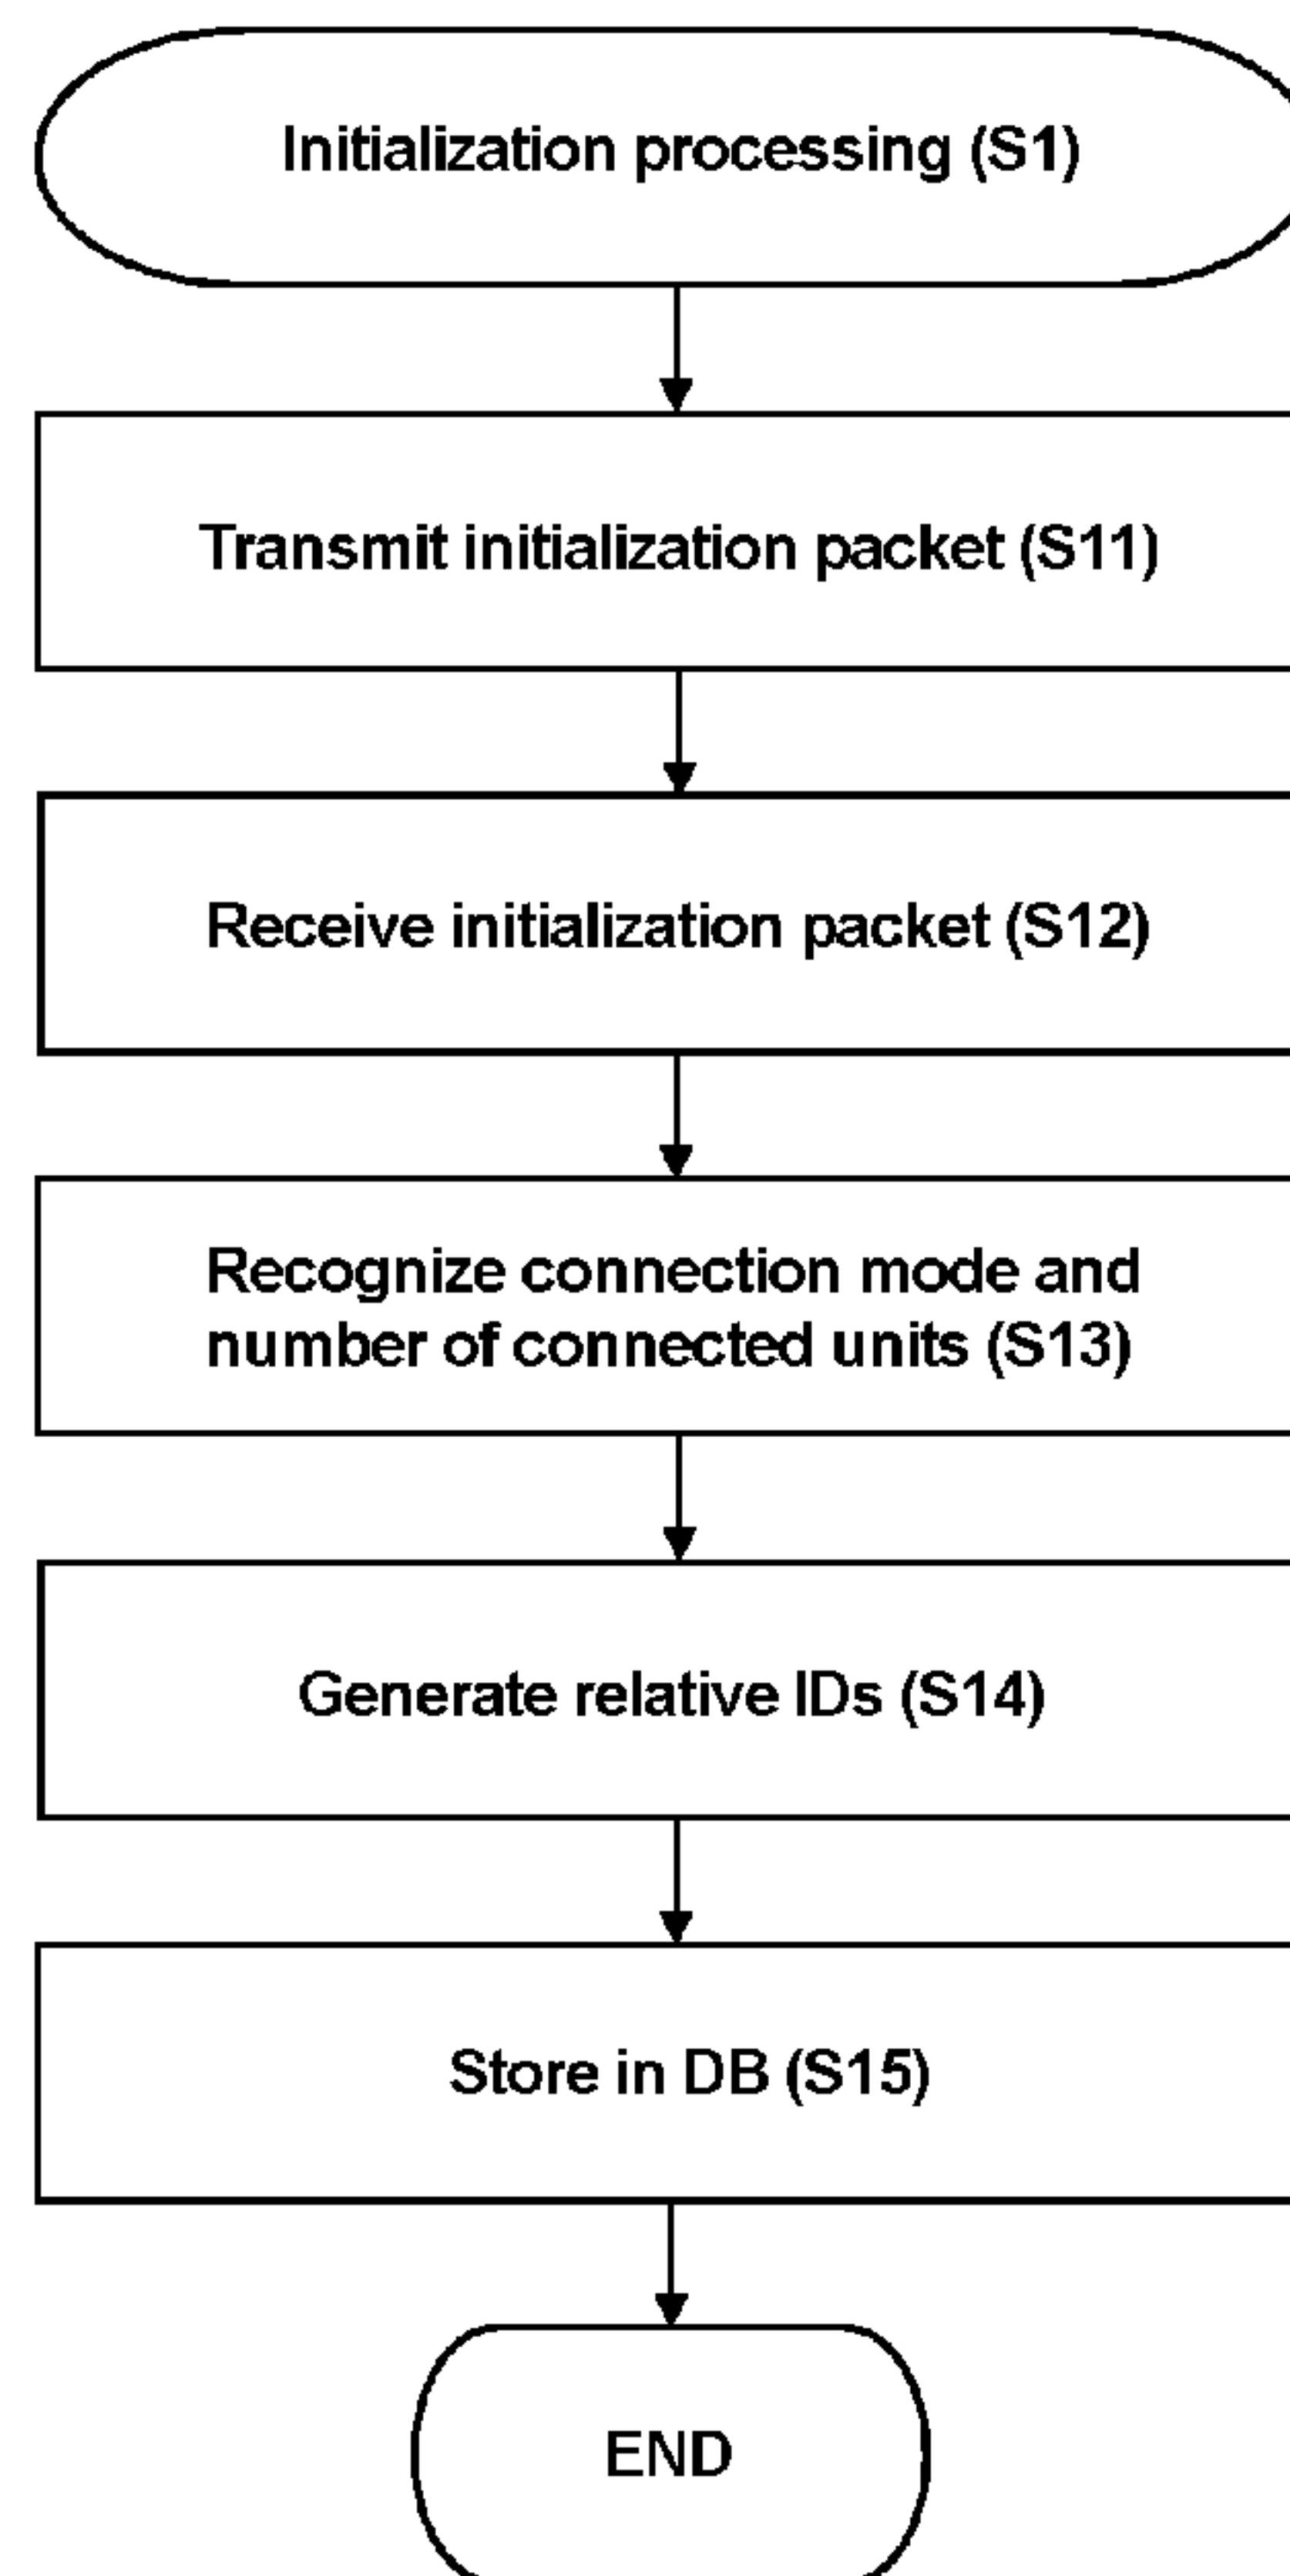 Initialization processing (S1)
Transmit initialization packet (S11)
Receive initialization packet (S12)
Recognize connection mode and
number of connected units (S13)
Generate relative IDs (S14)
Store in DB (S15)
END